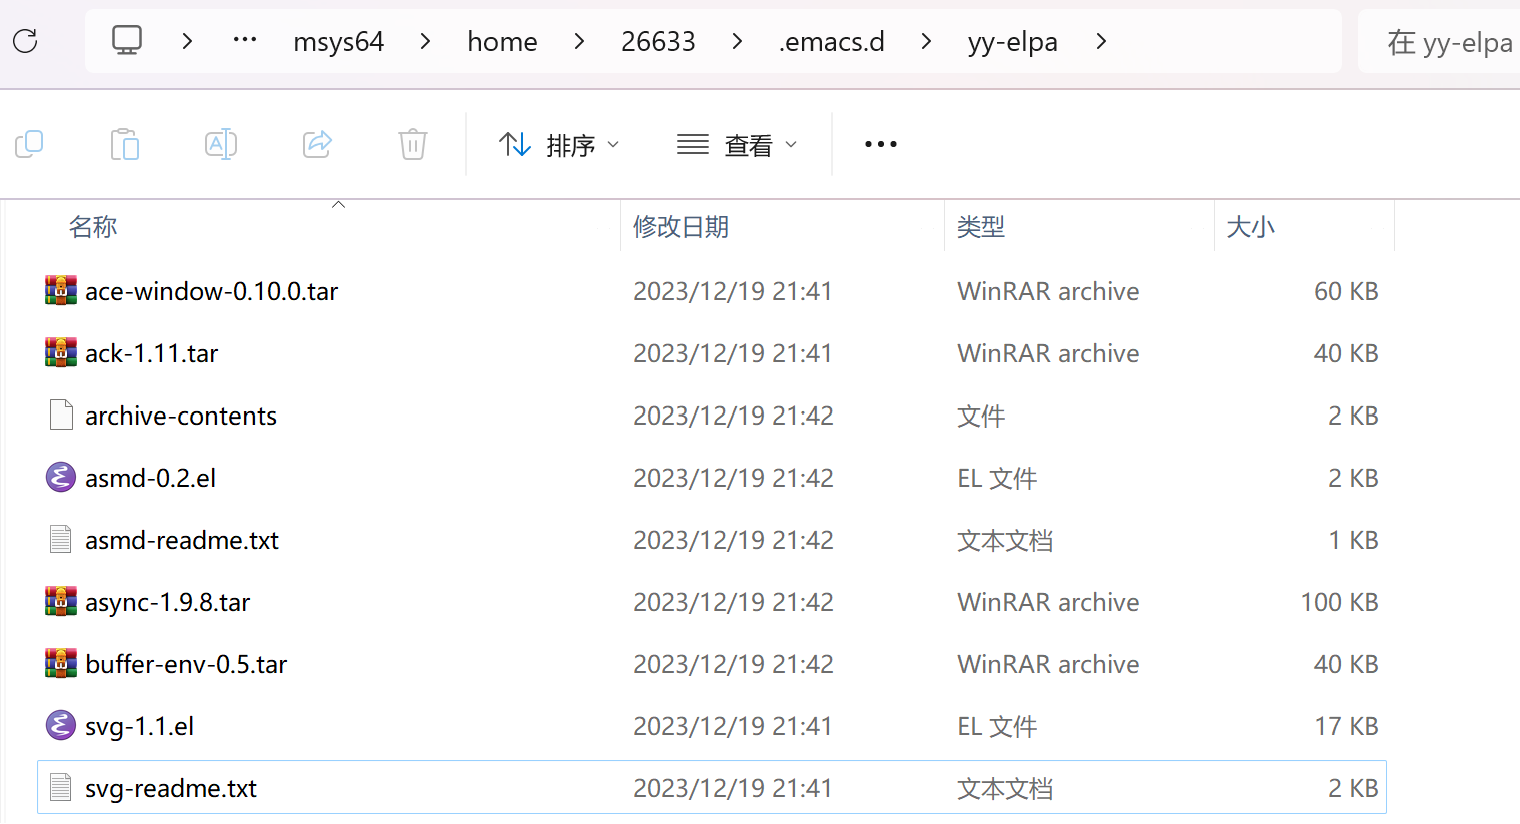 ··· msys64 home 26633 .emacs.d yy-elpa 在 yy-elpa
排序 查看 ···
名称 修改日期 类型 大小
ace-window-0.10.0.tar 2023/12/19 21:41 WinRAR archive 60 KB
ack-1.11.tar 2023/12/19 21:41 WinRAR archive 40 KB
archive-contents 2023/12/19 21:42 文件 2 KB
asmd-0.2.el 2023/12/19 21:42 EL 文件 2 KB
asmd-readme.txt 2023/12/19 21:42 文本文档 1 KB
async-1.9.8.tar 2023/12/19 21:42 WinRAR archive 100 KB
buffer-env-0.5.tar 2023/12/19 21:42 WinRAR archive 40 KB
svg-1.1.el 2023/12/19 21:41 EL 文件 17 KB
svg-readme.txt 2023/12/19 21:41 文本文档 2 KB